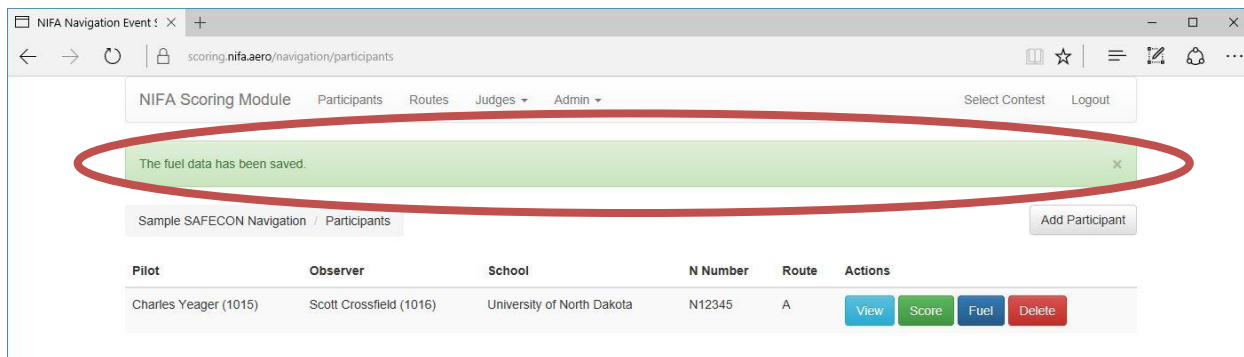 NIFA Navigation Event S
scoring.nifa.aero/navigation/participants
NIFA Scoring Module Participants Routes Judges Admin Select Contest Logout
The fuel data has been saved. ×
Sample SAFECON Navigation / Participants Add Participant
Pilot Observer School N Number Route Actions
Charles Yeager (1015) Scott Crossfield (1016) University of North Dakota N12345 A View Score Fuel Delete